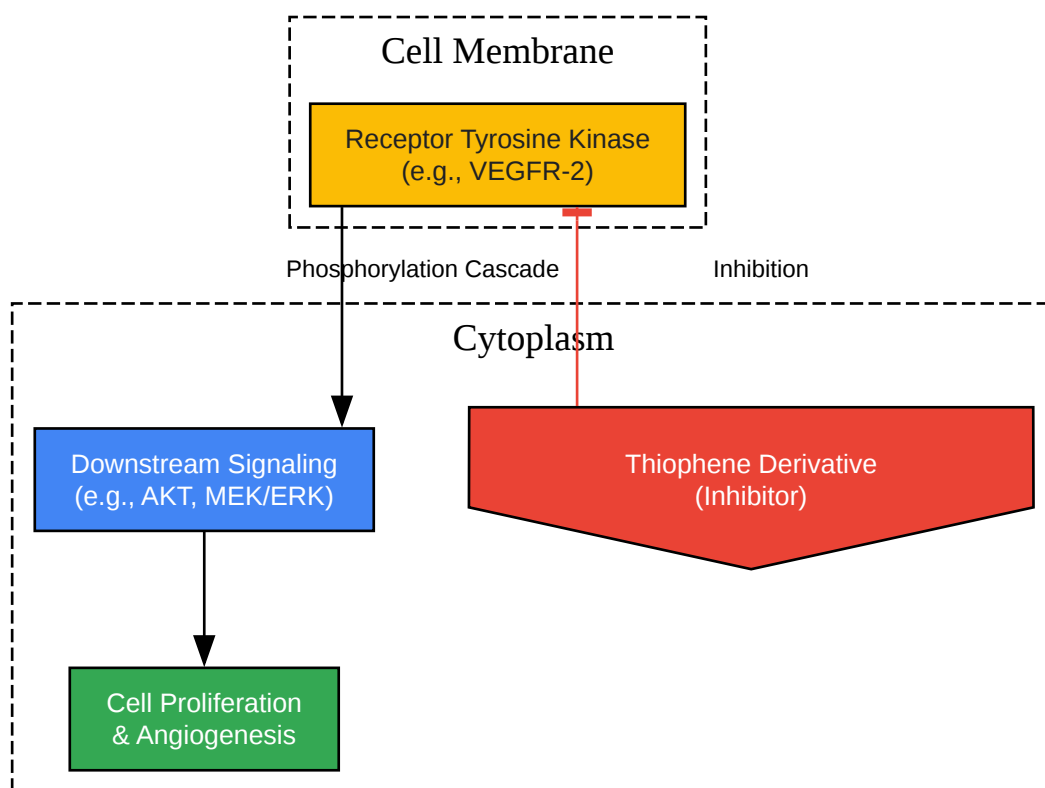 Cell Membrane
Receptor Tyrosine Kinase
(e.g., VEGFR-2)
Phosphorylation Cascade
Inhibition
Cytoplasm
Downstream Signaling
(e.g., AKT, MEK/ERK)
Thiophene Derivative
(Inhibitor)
Cell Proliferation
& Angiogenesis